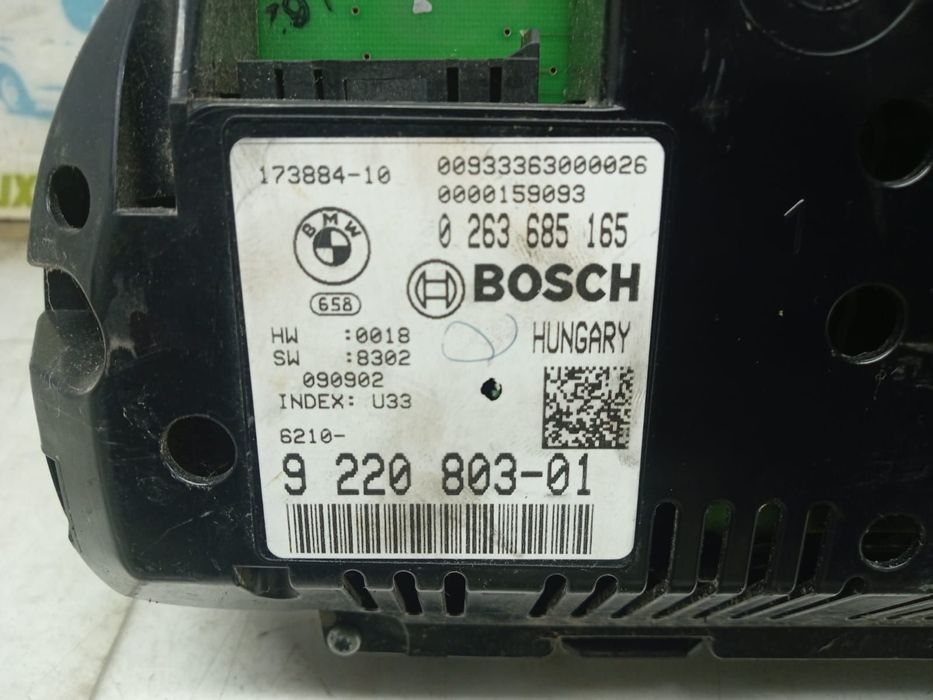 173884-10
00933363000026
0000159093
0 263 685 165
BMW
BOSCH
658
HUNGARY
HW :0018
SW :8302
090902
INDEX: U33
6210-
9 220 803-01